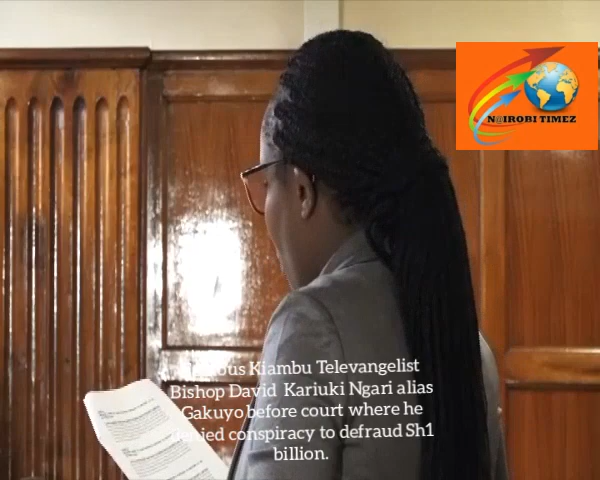 N@IROBI TIMEZ
Kiambu Televangelist
Bishop David Kariuki Ngari alias
Gakuyo before court where he
denied conspiracy to defraud Sh1
billion.